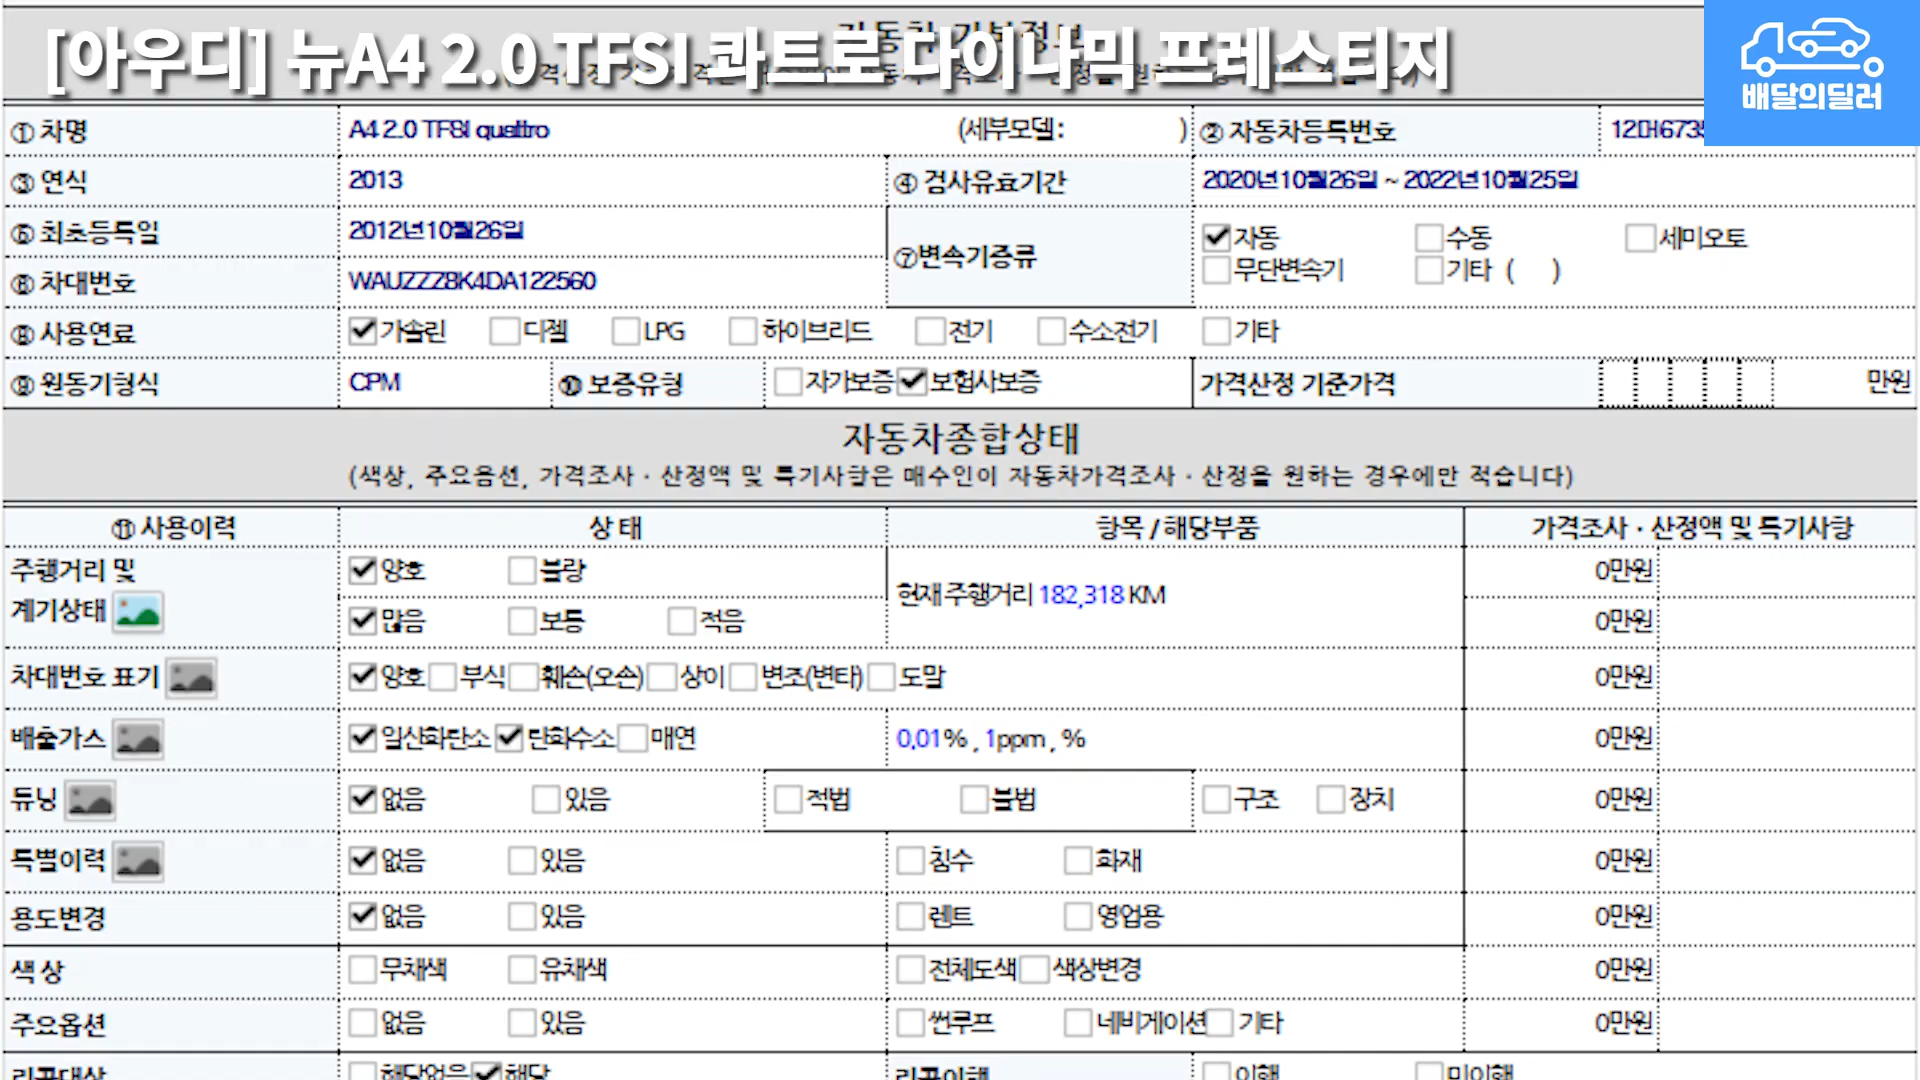 [아우디] 뉴A4 2.0 TFSI 콰트로 다이나믹 프레스티지
배달의딜러
① 차명 A4 2.0 TFSI quattro (세부모델: ) ② 자동차등록번호
③ 연식 2013 ④ 검사유효기간 2020년10월26일 ~ 2022년10월25일
⑤ 최초등록일 2012년10월26일 ⑦변속기종류 자동 수동 세미오토
무단변속기 기타 ( )
⑥ 차대번호 WAUZZZ8K4DA122560
⑧ 사용연료 가솔린 디젤 LPG 하이브리드 전기 수소전기 기타
⑨ 원동기형식 CPM ⑩ 보증유형 자가보증 보험사보증 가격산정 기준가격 만원
자동차종합상태
(색상, 주요옵션, 가격조사 · 산정액 및 특기사항은 매수인이 자동차가격조사 · 산정을 원하는 경우에만 적습니다)
⑪ 사용이력 상 태 항목 / 해당부품 가격조사 · 산정액 및 특기사항
주행거리 및 계기상태 양호 불량 현재 주행거리 182,318 KM 0만원
많음 보통 적음 0만원
차대번호 표기 양호 부식 훼손(오손) 상이 변조(변타) 도말 0만원
배출가스 일산화탄소 탄화수소 매연 0,01% , 1ppm , % 0만원
튜닝 없음 있음 적법 불법 구조 장치 0만원
특별이력 없음 있음 침수 화재 0만원
용도변경 없음 있음 렌트 영업용 0만원
색 상 무채색 유채색 전체도색 색상변경 0만원
주요옵션 없음 있음 썬루프 네비게이션 기타 0만원
리콜대상 해당없음 해당 리콜이행 이행 미이행